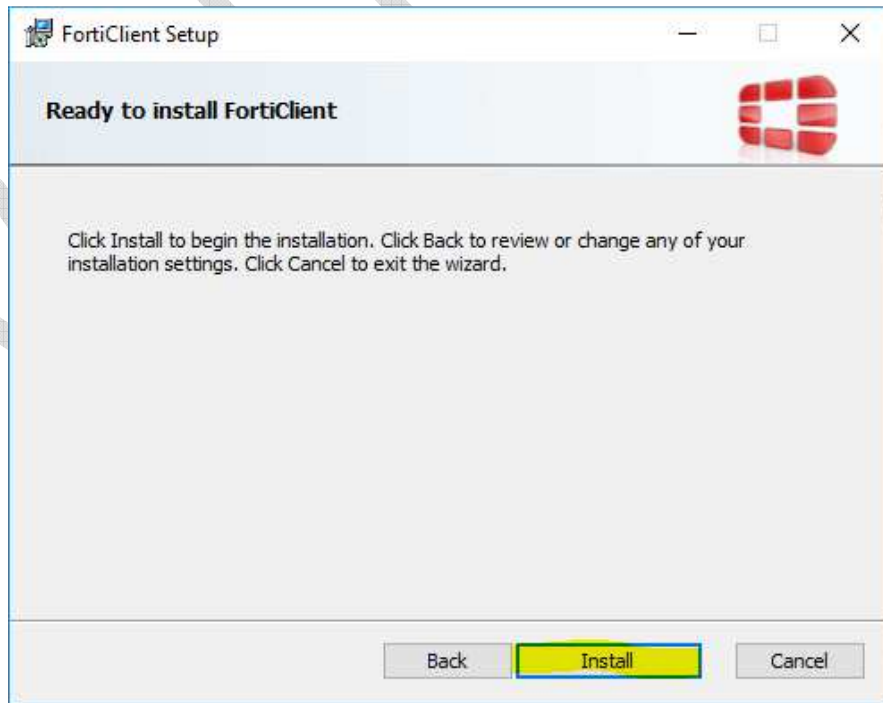 FortiClient Setup
Ready to install FortiClient
Click Install to begin the installation. Click Back to review or change any of your
installation settings. Click Cancel to exit the wizard.
Back Install Cancel